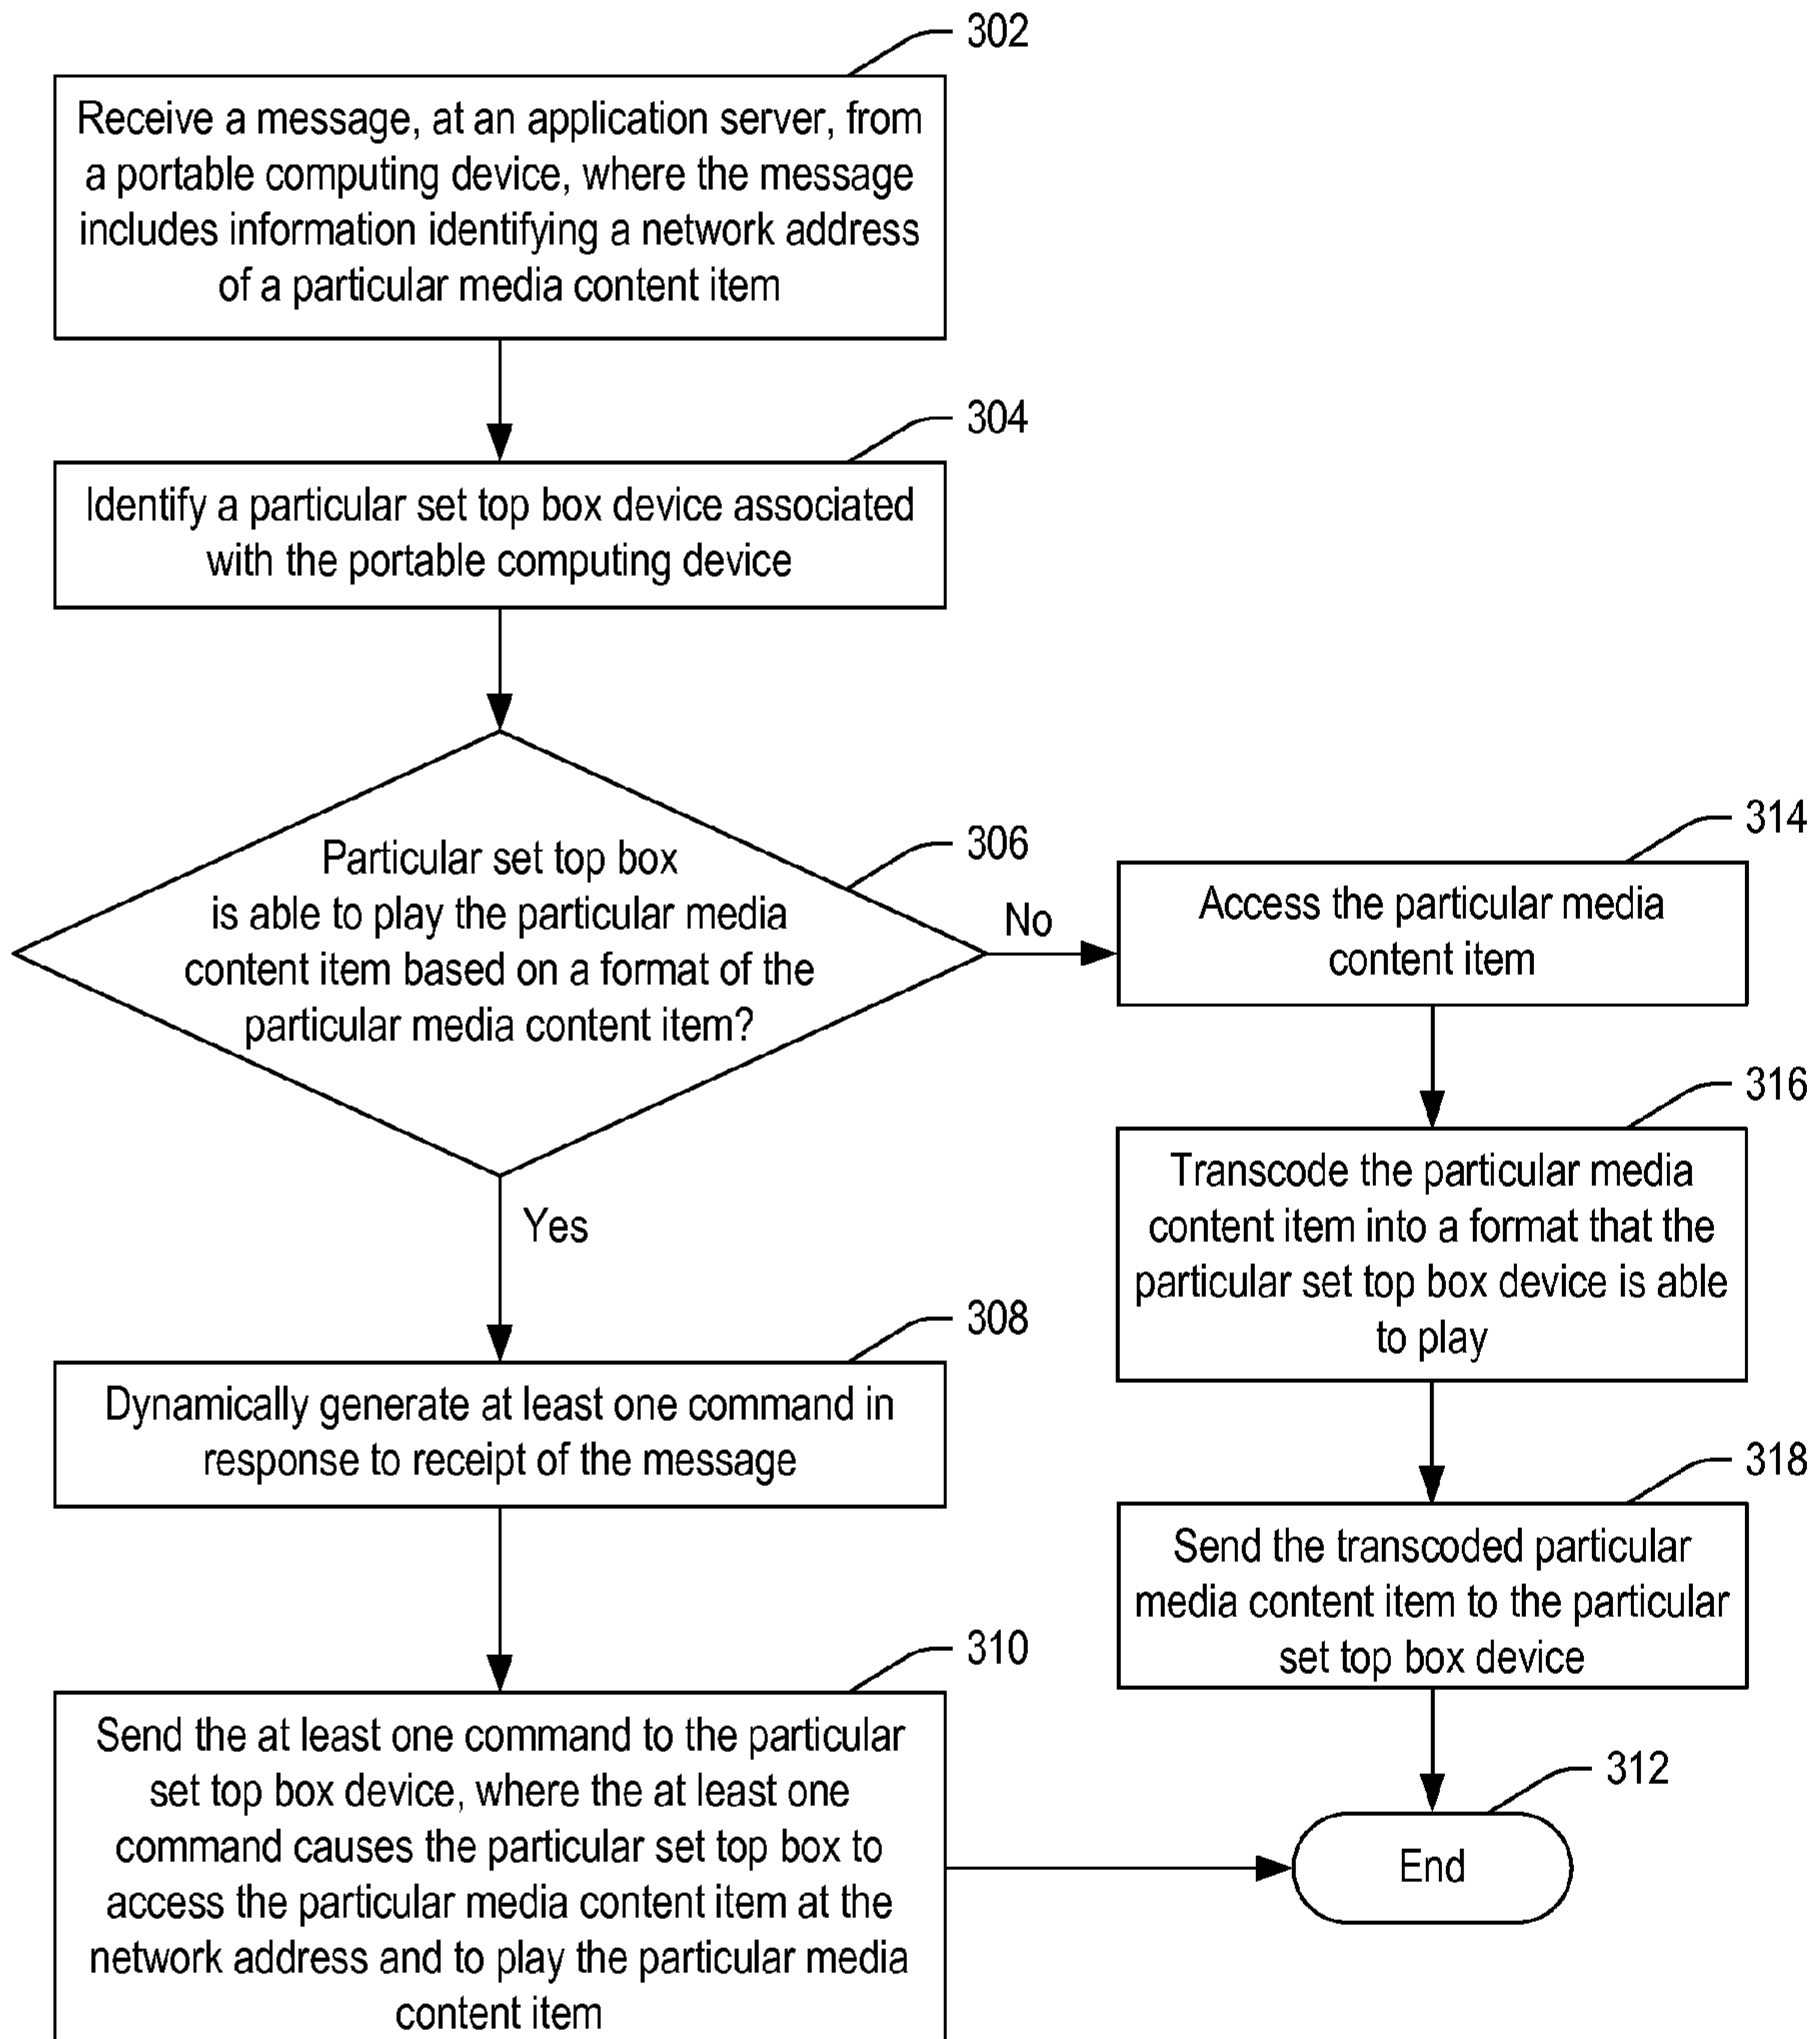 302
Receive a message, at an application server, from
a portable computing device, where the message
includes information identifying a network address
of a particular media content item
304
Identify a particular set top box device associated
with the portable computing device
306
Particular set top box
is able to play the particular media
content item based on a format of the
particular media content item?
No
Yes
308
Dynamically generate at least one command in
response to receipt of the message
310
Send the at least one command to the particular
set top box device, where the at least one
command causes the particular set top box to
access the particular media content item at the
network address and to play the particular media
content item
314
Access the particular media
content item
316
Transcode the particular media
content item into a format that the
particular set top box device is able
to play
318
Send the transcoded particular
media content item to the particular
set top box device
312
End